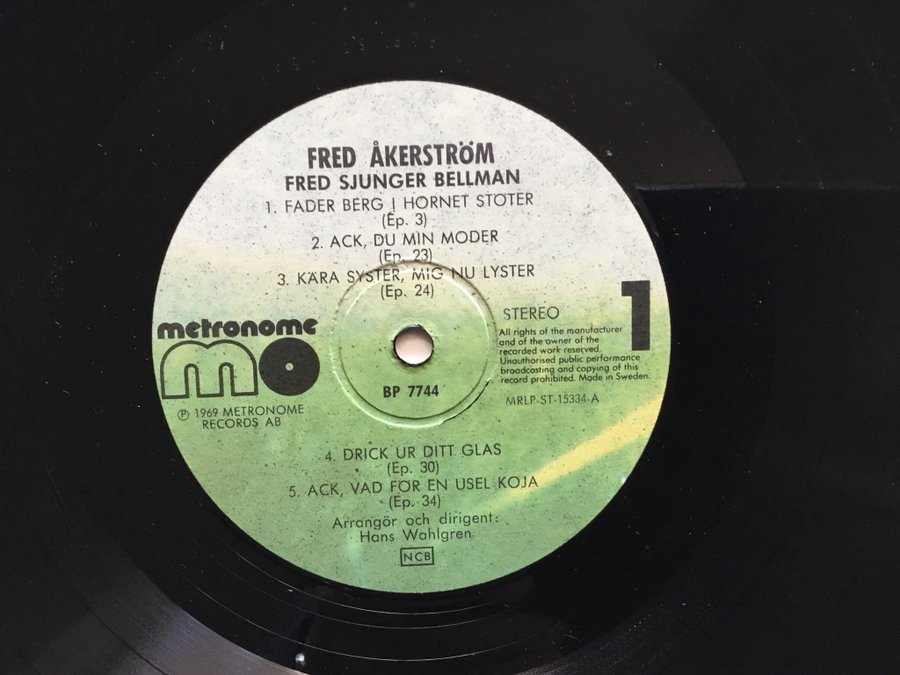 FRED ÅKERSTRÖM
FRED SJUNGER BELLMAN
1. FADER BERG I HORNET STÖTER
(Ep. 3)
2. ACK, DU MIN MODER
(Ep. 23)
3. KÄRA SYSTER, MIG NU LYSTER
(Ep. 24)
metronome
mo
℗ 1969 METRONOME
RECORDS AB
BP 7744
STEREO
1
All rights of the manufacturer
and of the owner of the
recorded work reserved.
Unauthorised public performance
broadcasting and copying of this
record prohibited. Made in Sweden.
MRLP-ST-15334-A
4. DRICK UR DITT GLAS
(Ep. 30)
5. ACK, VAD FÖR EN USEL KOJA
(Ep. 34)
Arrangör och dirigent:
Hans Wahlgren
NCB